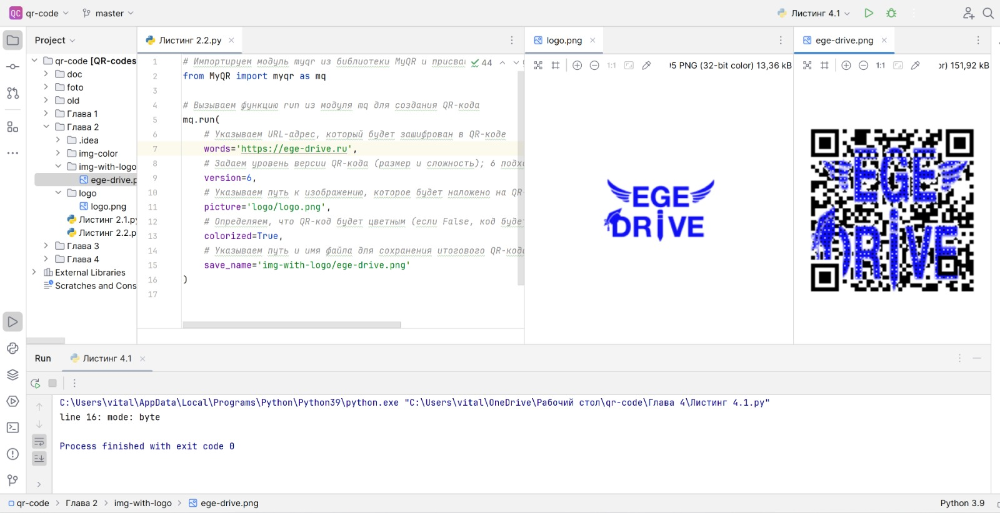 QC qr-code master Листинг 4.1
Project
qr-code [QR-codes
doc
foto
old
Глава 1
Глава 2
.idea
img-color
img-with-logo
ege-drive.p
logo
logo.png
Листинг 2.1.py
Листинг 2.2.p
Глава 3
Глава 4
External Libraries
Scratches and Cons
Листинг 2.2.py
44
1 # Импортируем модуль myqr из библиотеки MyQR и присва
2 from MyQR import myqr as mq
3
4 # Вызываем функцию run из модуля mq для создания QR-кода
5 mq.run(
6 # Указываем URL-адрес, который будет зашифрован в QR-коде
7 words='https://ege-drive.ru',
8 # Задаем уровень версии QR-кода (размер и сложность); 6 подхо
9 version=6,
10 # Указываем путь к изображению, которое будет наложено на QR-
11 picture='logo/logo.png',
12 # Определяем, что QR-код будет цветным (если False, код будет
13 colorized=True,
14 # Указываем путь и имя файла для сохранения итогового QR-кода
15 save_name='img-with-logo/ege-drive.png'
16 )
17
logo.png
1:1 5 PNG (32-bit color) 13,36 kB
EGE
DRIVE
ege-drive.png
1:1 or) 151,92 kB
EGE
DRIVE
Run Листинг 4.1
C:\Users\vital\AppData\Local\Programs\Python\Python39\python.exe "C:\Users\vital\OneDrive\Рабочий стол\qr-code\Глава 4\Листинг 4.1.py"
line 16: mode: byte
Process finished with exit code 0
qr-code > Глава 2 > img-with-logo > ege-drive.png Python 3.9